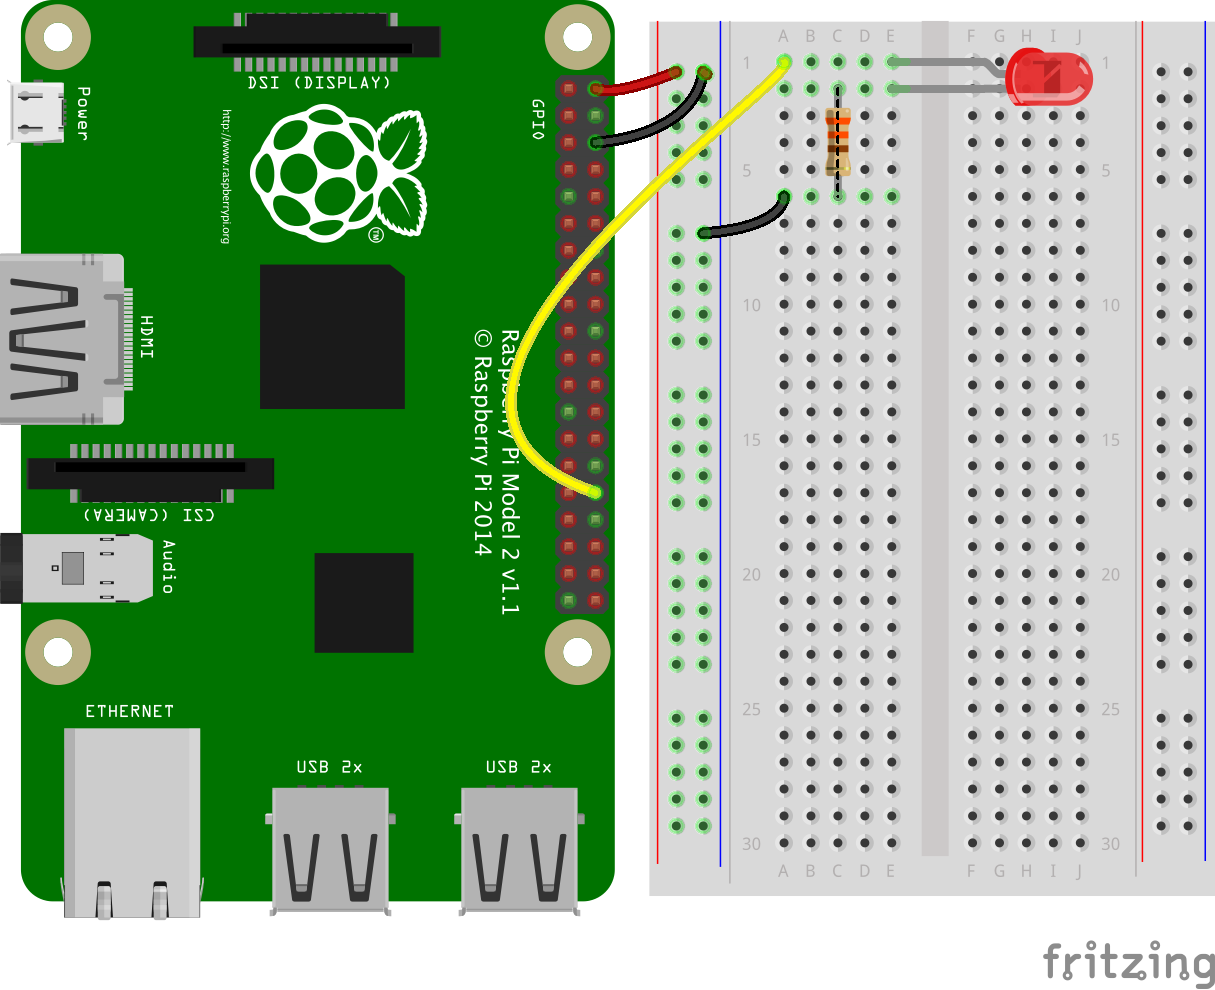 DSI (DISPLAY)
Power
http://www.raspberrypi.org
GPIO
TM
HDMI
Raspberry Pi Model 2 v1.1
© Raspberry Pi 2014
CSI (CAMERA)
Audio
ETHERNET
USB 2x
USB 2x
A B C D E F G H I J
1 1
5 5
10 10
15 15
20 20
25 25
30 30
A B C D E F G H I J
fritzing